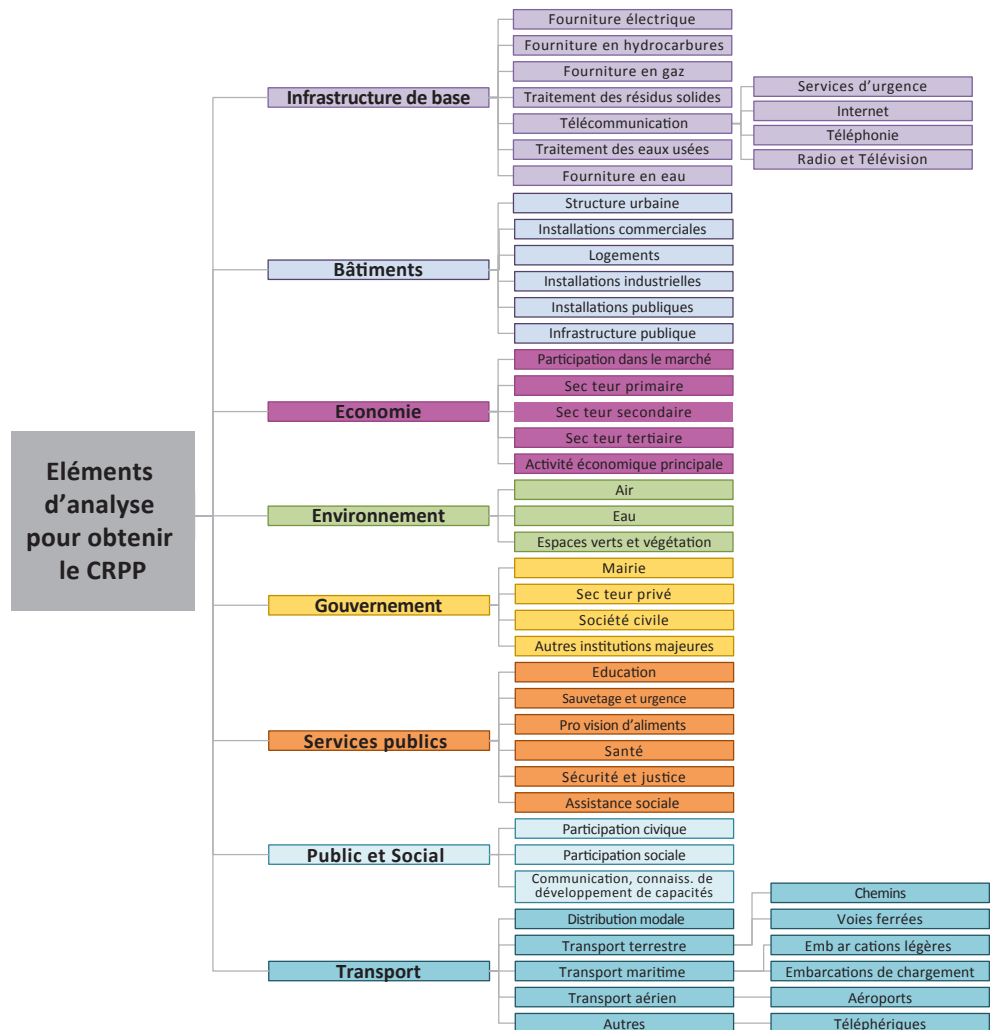 Eléments
d’analyse
pour obtenir
le CRPP
Infrastructure de base
Fourniture électrique
Fourniture en hydrocarbures
Fourniture en gaz
Traitement des résidus solides
Télécommunication
Services d’urgence
Internet
Téléphonie
Radio et Télévision
Traitement des eaux usées
Fourniture en eau
Bâtiments
Structure urbaine
Installations commerciales
Logements
Installations industrielles
Installations publiques
Infrastructure publique
Economie
Participation dans le marché
Sec teur primaire
Sec teur secondaire
Sec teur tertiaire
Activité économique principale
Environnement
Air
Eau
Espaces verts et végétation
Gouvernement
Mairie
Sec teur privé
Société civile
Autres institutions majeures
Services publics
Education
Sauvetage et urgence
Pro vision d’aliments
Santé
Sécurité et justice
Assistance sociale
Public et Social
Participation civique
Participation sociale
Communication, connaiss. de
développement de capacités
Transport
Distribution modale
Transport terrestre
Chemins
Voies ferrées
Transport maritime
Emb ar cations légères
Embarcations de chargement
Transport aérien
Aéroports
Autres
Téléphériques